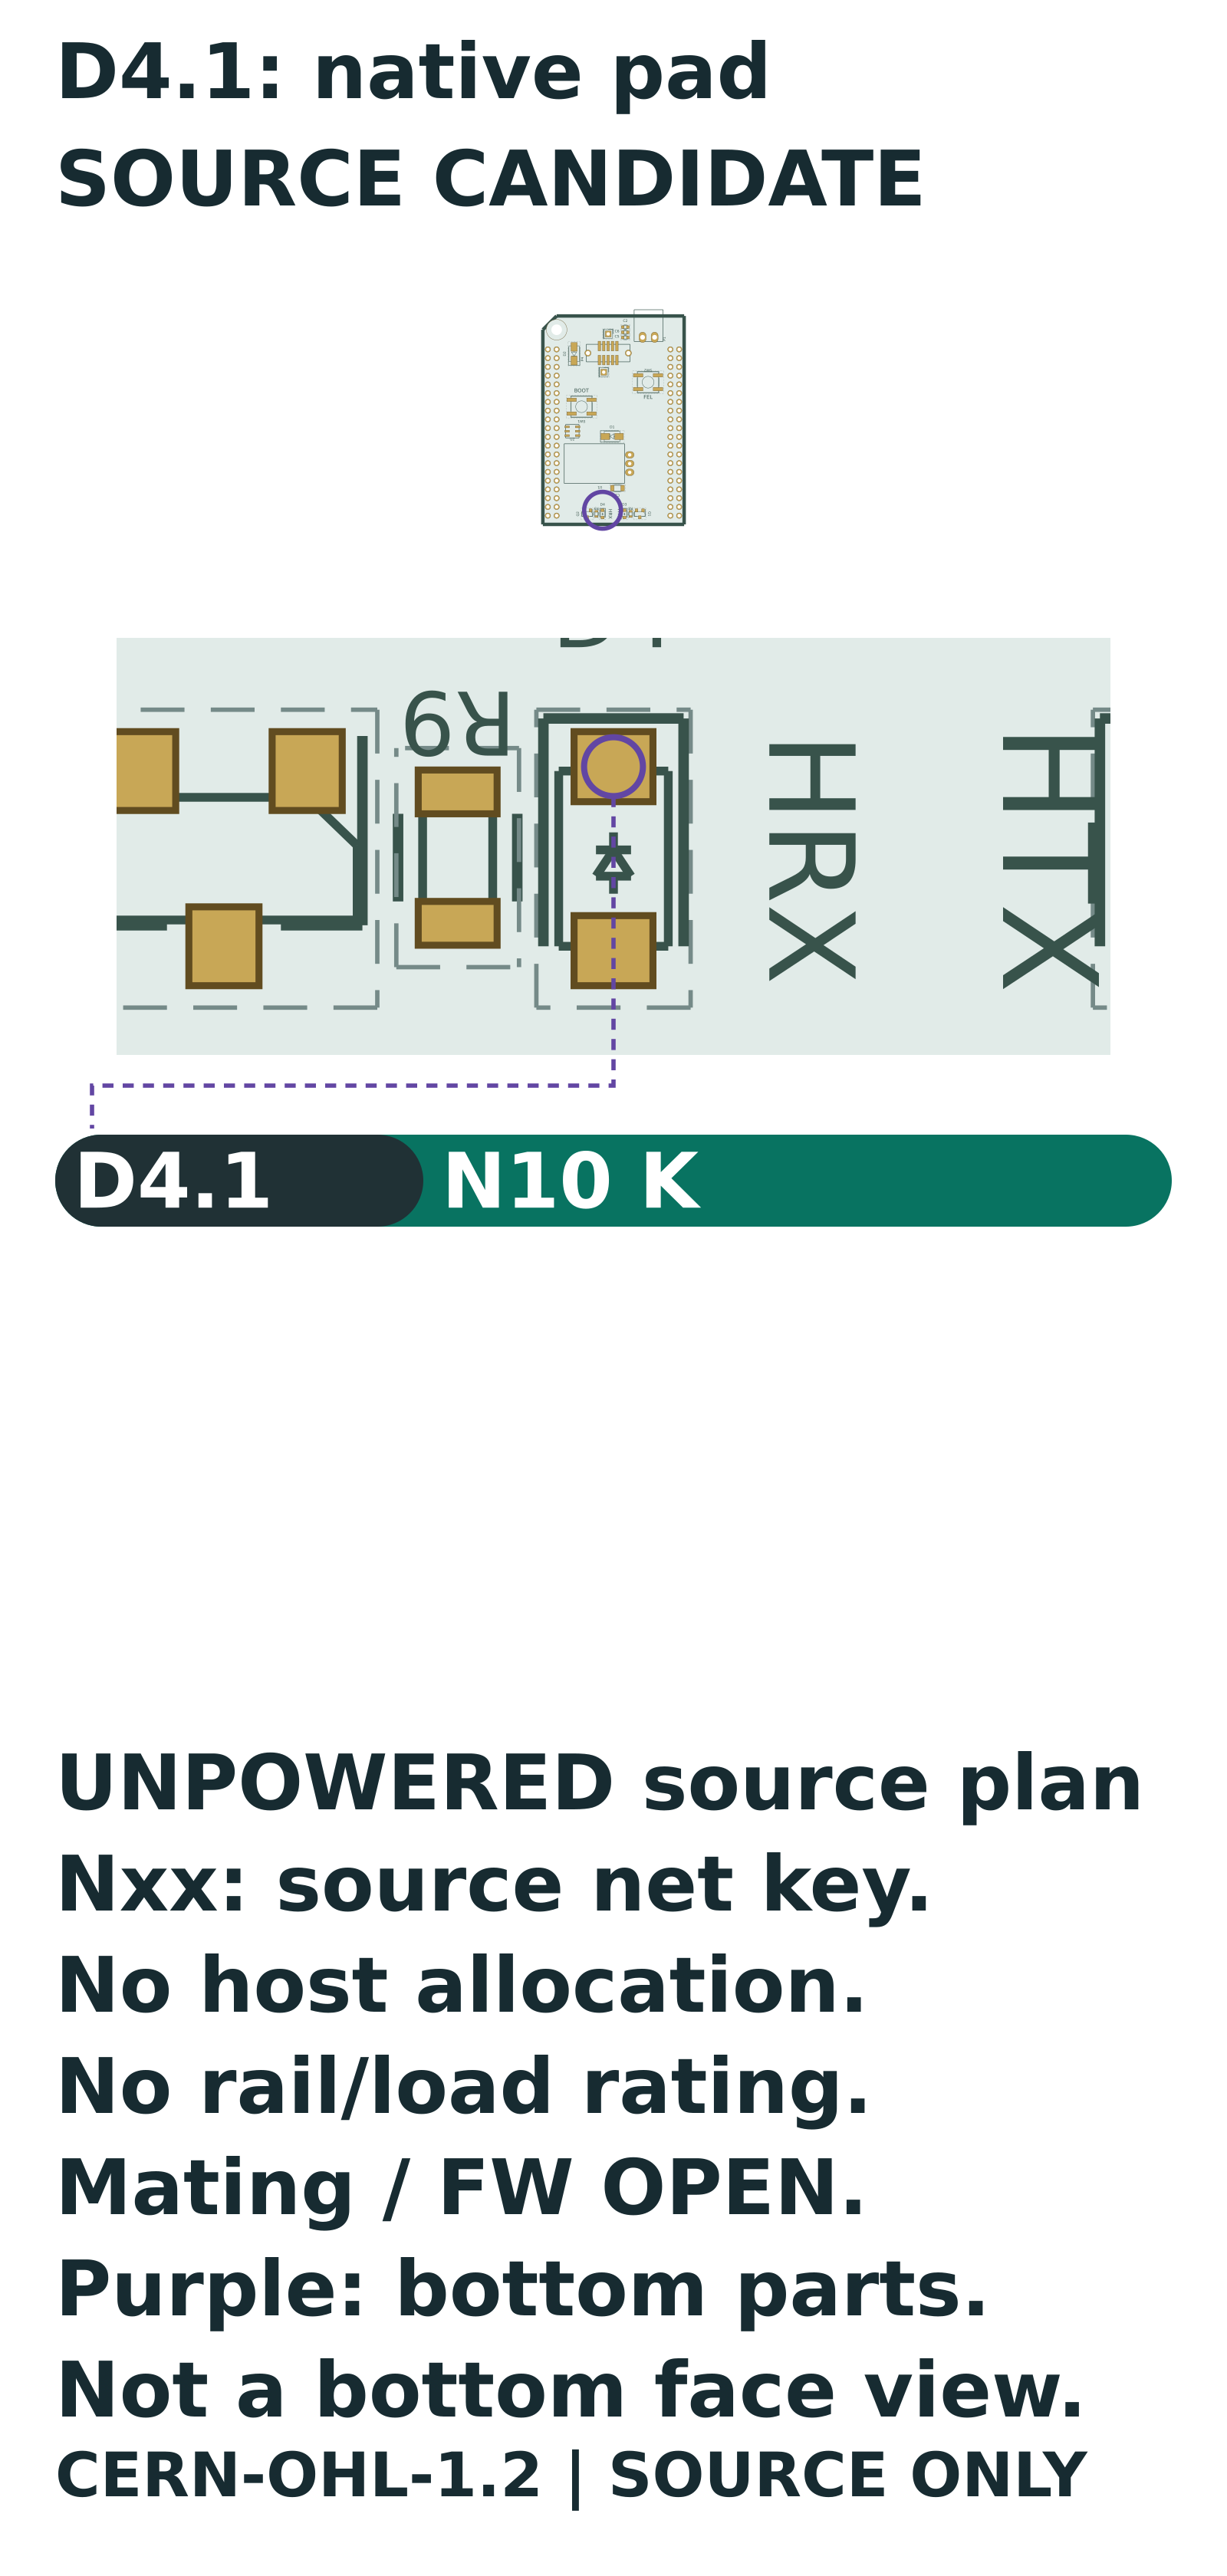 D4.1: native pad
SOURCE CANDIDATE
BOOT
FEL
R9
HRX
HTX
D4.1 N10 K
UNPOWERED source plan
Nxx: source net key.
No host allocation.
No rail/load rating.
Mating / FW OPEN.
Purple: bottom parts.
Not a bottom face view.
CERN-OHL-1.2 | SOURCE ONLY